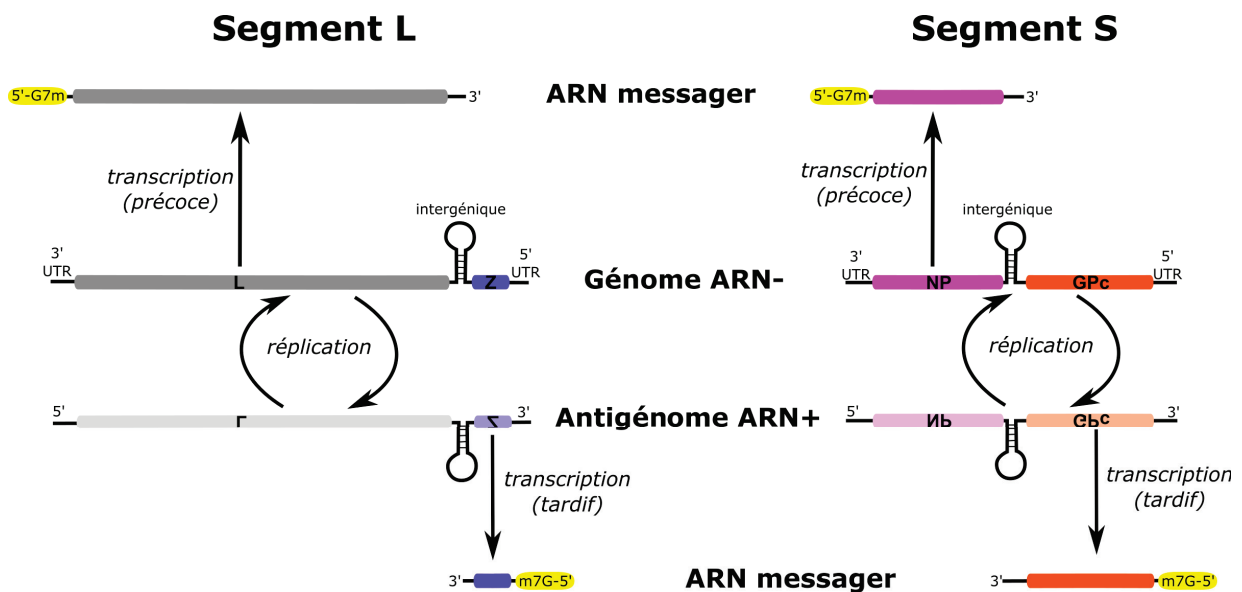 Segment L
Segment S
5'-G7m
3'
ARN messager
5'-G7m
3'
transcription
(précoce)
transcription
(précoce)
intergénique
intergénique
3'
UTR
5'
UTR
3'
UTR
5'
UTR
L
Z
Génome ARN-
NP
GPc
réplication
réplication
5'
3'
Antigénome ARN+
5'
3'
L
Z
NP
GPc
transcription
(tardif)
transcription
(tardif)
3'
m7G-5'
ARN messager
3'
m7G-5'